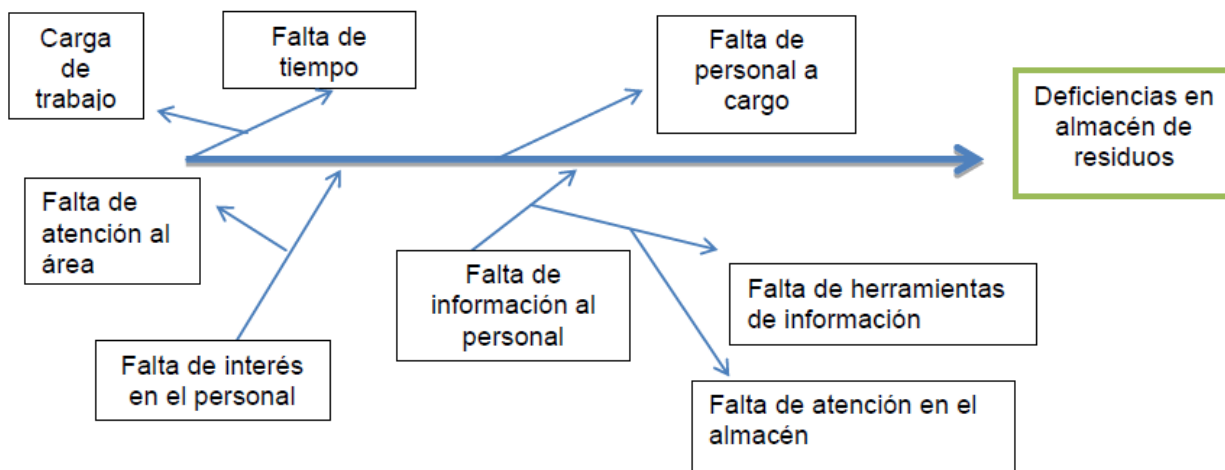 Carga
de
trabajo
Falta de
tiempo
Falta de
personal a
cargo
Deficiencias en
almacén de
residuos
Falta de
atención al
área
Falta de
información al
personal
Falta de herramientas
de información
Falta de interés
en el personal
Falta de atención en el
almacén